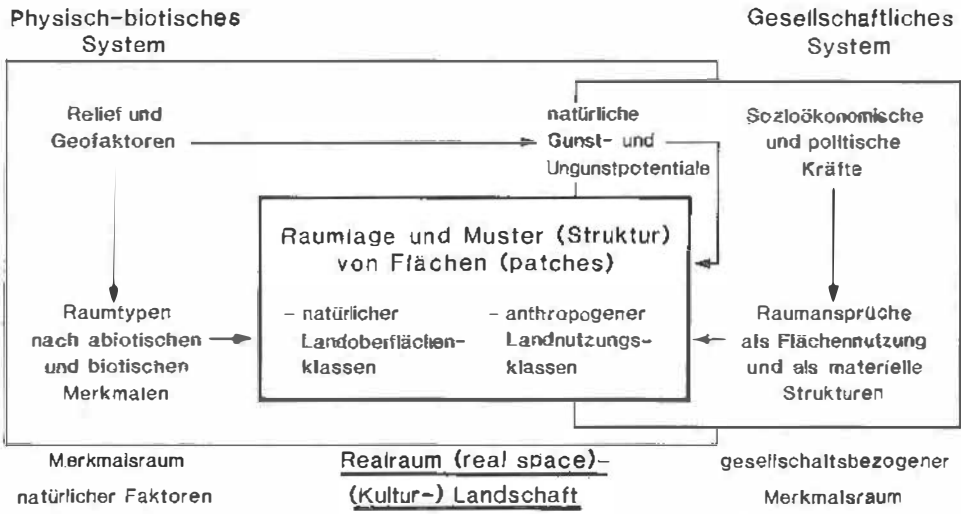 Physisch-biotisches
System
Gesellschaftliches
System
Relief und
Geofaktoren
natürliche
Gunst- und
Ungunstpotentiale
Sozioökonomische
und politische
Kräfte
Raumlage und Muster (Struktur)
von Flächen (patches)
- natürlicher
Landoberflächen-
klassen
- anthropogener
Landnutzungs-
klassen
Raumtypen
nach abiotischen
und biotischen
Merkmalen
Raumansprüche
als Flächennutzung
und als materielle
Strukturen
Merkmalsraum
natürlicher Faktoren
Realraum (real space)-
(Kultur-) Landschaft
gesellschaftsbezogener
Merkmalsraum